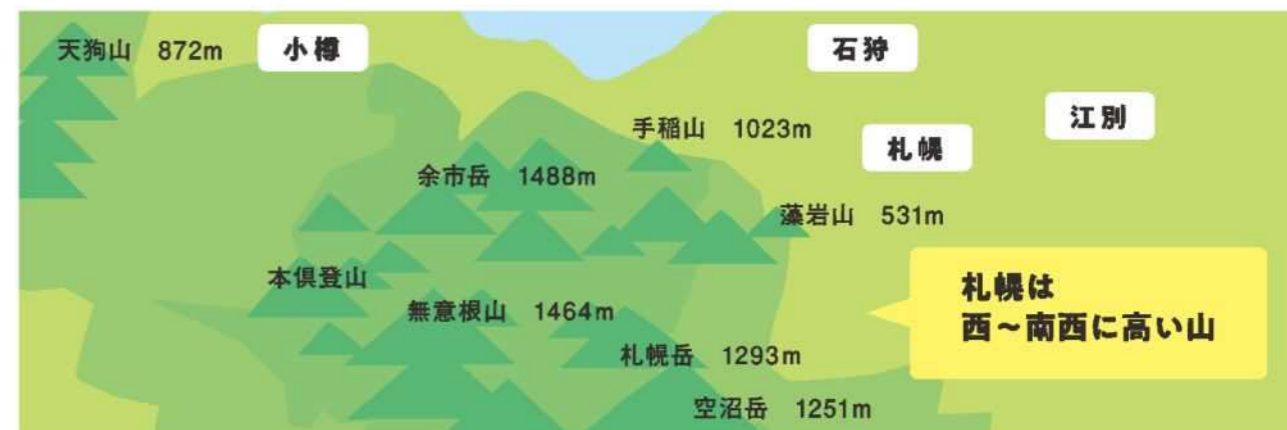 天狗山 872m
小樽
石狩
江別
手稲山 1023m
札幌
余市岳 1488m
藻岩山 531m
本倶登山
無意根山 1464m
札幌は
西～南西に高い山
札幌岳 1293m
空沼岳 1251m